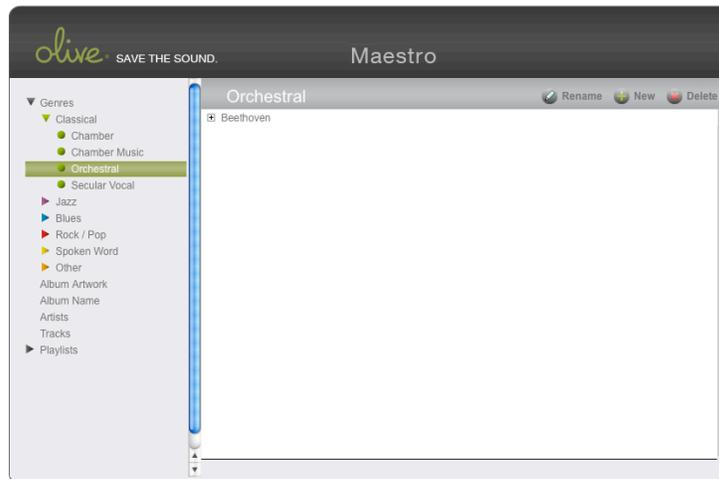 olive. SAVE THE SOUND.
Maestro
Genres
Classical
Chamber
Chamber Music
Orchestral
Secular Vocal
Jazz
Blues
Rock / Pop
Spoken Word
Other
Album Artwork
Album Name
Artists
Tracks
Playlists
Orchestral
Rename New Delete
Beethoven